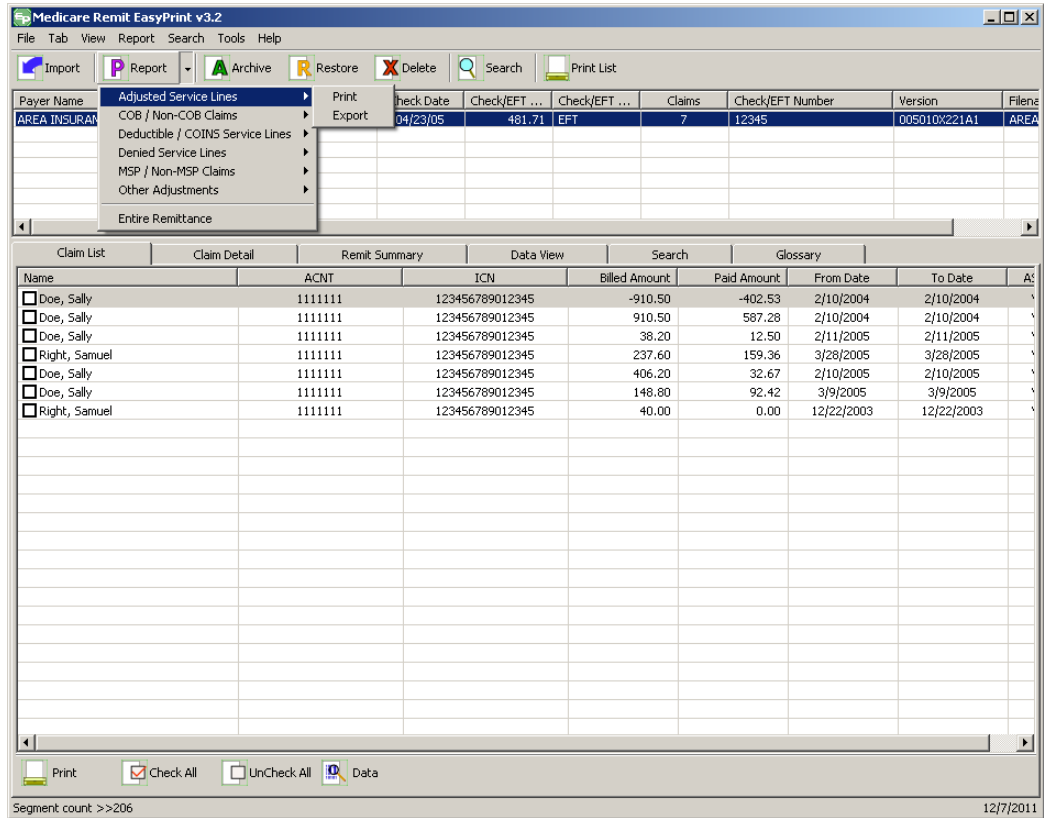 Medicare Remit EasyPrint v3.2
File Tab View Report Search Tools Help
Import P Report A Archive R Restore X Delete Search Print List
Payer Name heck Date Check/EFT ... Check/EFT ... Claims Check/EFT Number Version Filena
AREA INSURAN 04/23/05 481.71 EFT 7 12345 005010X221A1 AREA
Adjusted Service Lines
COB / Non-COB Claims
Deductible / COINS Service Lines
Denied Service Lines
MSP / Non-MSP Claims
Other Adjustments
Entire Remittance
Print
Export
Claim List Claim Detail Remit Summary Data View Search Glossary
Name ACNT ICN Billed Amount Paid Amount From Date To Date AS
Doe, Sally 1111111 123456789012345 -910.50 -402.53 2/10/2004 2/10/2004
Doe, Sally 1111111 123456789012345 910.50 587.28 2/10/2004 2/10/2004
Doe, Sally 1111111 123456789012345 38.20 12.50 2/11/2005 2/11/2005
Right, Samuel 1111111 123456789012345 237.60 159.36 3/28/2005 3/28/2005
Doe, Sally 1111111 123456789012345 406.20 32.67 2/10/2005 2/10/2005
Doe, Sally 1111111 123456789012345 148.80 92.42 3/9/2005 3/9/2005
Right, Samuel 1111111 123456789012345 40.00 0.00 12/22/2003 12/22/2003
Print Check All UnCheck All Data
Segment count >>206 12/7/2011